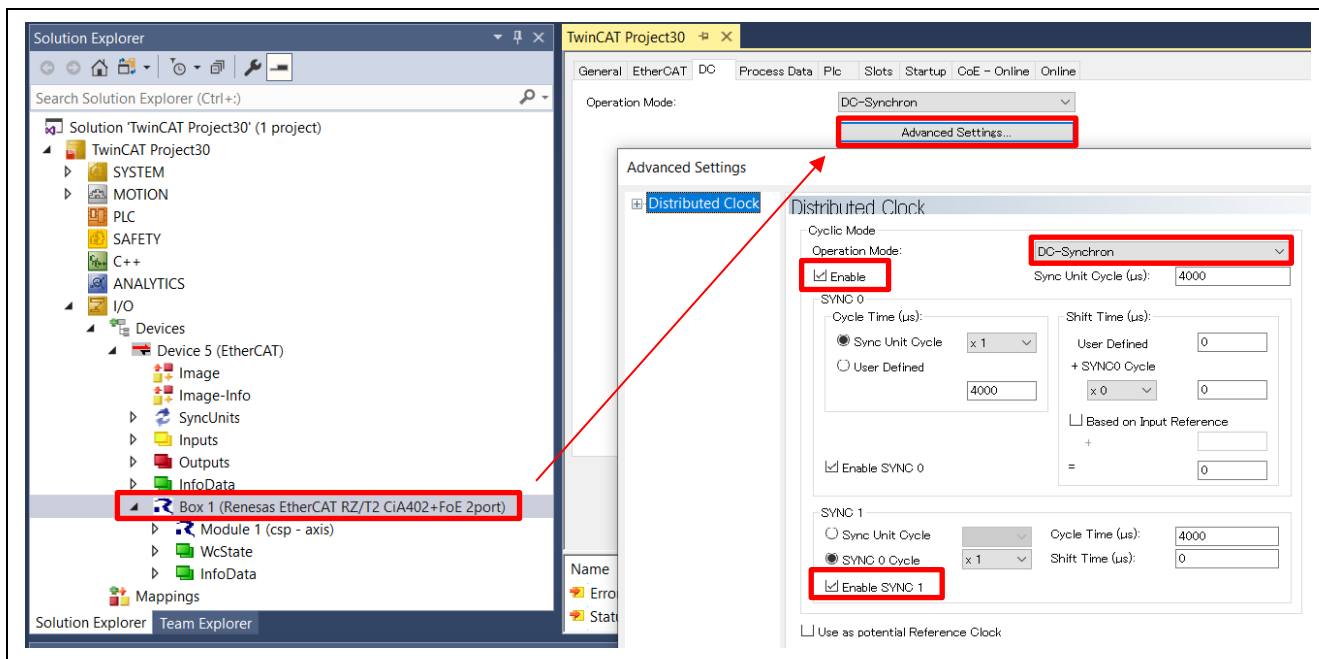 Solution Explorer
Search Solution Explorer (Ctrl+:)
Solution 'TwinCAT Project30' (1 project)
TwinCAT Project30
SYSTEM
MOTION
PLC
SAFETY
C++
ANALYTICS
I/O
Devices
Device 5 (EtherCAT)
Image
Image-Info
SyncUnits
Inputs
Outputs
InfoData
Box 1 (Renesas EtherCAT RZ/T2 CiA402+FoE 2port)
Module 1 (csp - axis)
WcState
InfoData
Mappings
Solution Explorer Team Explorer
TwinCAT Project30
General EtherCAT DC Process Data Plc Slots Startup CoE - Online Online
Operation Mode: DC-Synchron
Advanced Settings...
Name
Advanced Settings
Distributed Clock
Distributed Clock
Cyclic Mode
Operation Mode: DC-Synchron
Enable Sync Unit Cycle (µs): 4000
SYNC 0
Cycle Time (µs):
Sync Unit Cycle x 1
User Defined
4000
Enable SYNC 0
Shift Time (µs):
User Defined 0
+ SYNC0 Cycle
x 0 0
Based on Input Reference
+
= 0
SYNC 1
Sync Unit Cycle Cycle Time (µs): 4000
SYNC 0 Cycle x 1 Shift Time (µs): 0
Enable SYNC 1
Use as potential Reference Clock